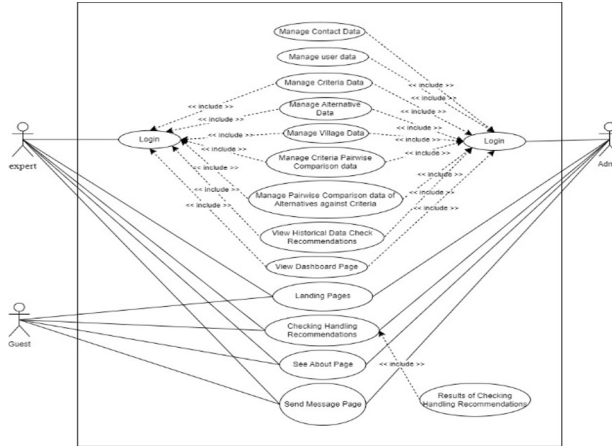 Manage Contact Data
Manage user data
Manage Criteria Data
<< include >>
<< include >>
Manage Alternative
Data
<< include >>
<< include >>
Login
<< include >>
Manage Village Data
<< include >>
Login
expert
<< include >>
Manage Criteria Pairwise
Comparison data
<< include >>
Adm
<< include >>
Manage Pairwise Comparison data of
Alternatives against Criteria
<< include >>
<< include >>
View Historical Data Check
Recommendations
<< include >>
<< include >>
View Dashboard Page
<< include >>
Landing Pages
Guest
Checking Handling
Recommendations
See About Page
<< include >>
Send Message Page
Results of Checking
Handling Recommendations